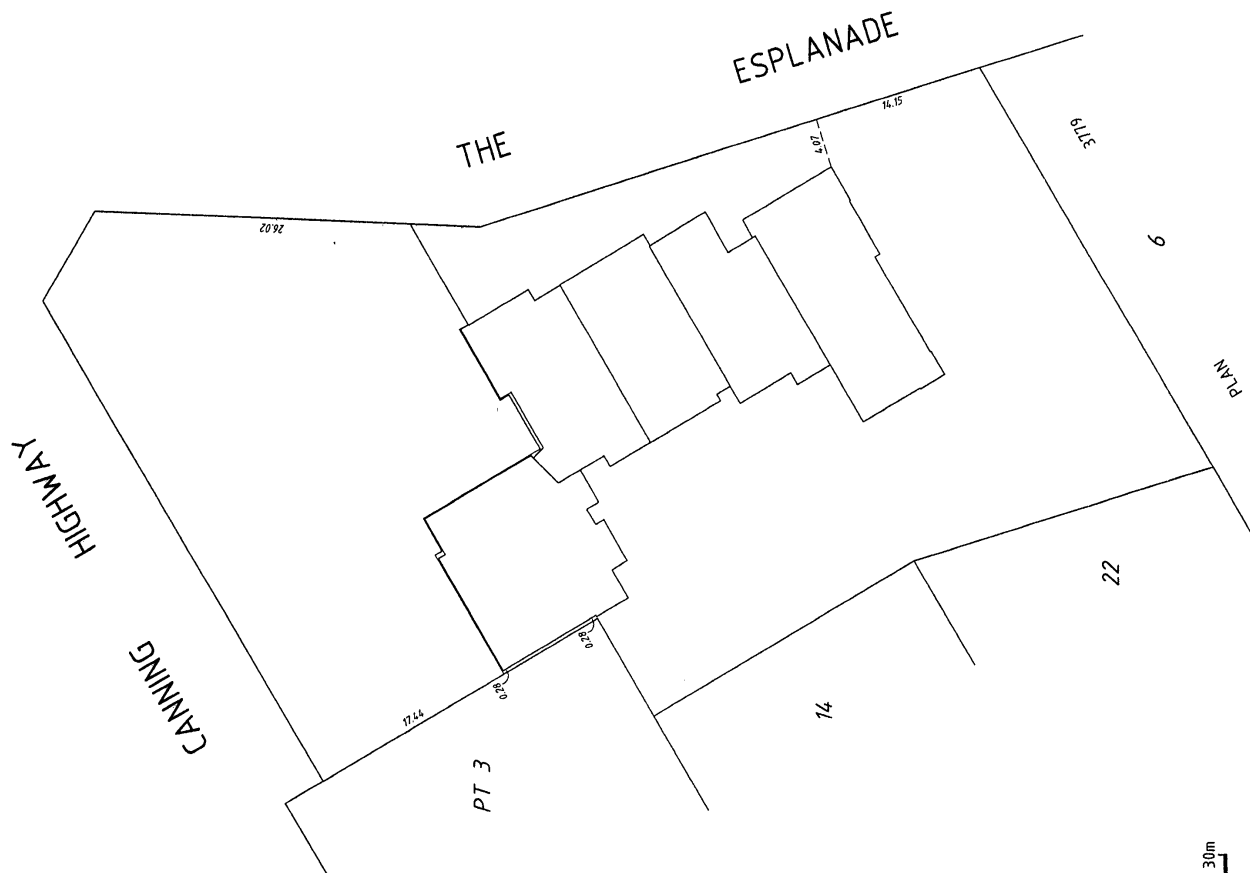 THE ESPLANADE
14.15
4.07
26.02
3779
6
PLAN
HIGHWAY
CANNING
22
0.28
0.28
17.44
14
PT 3
30m